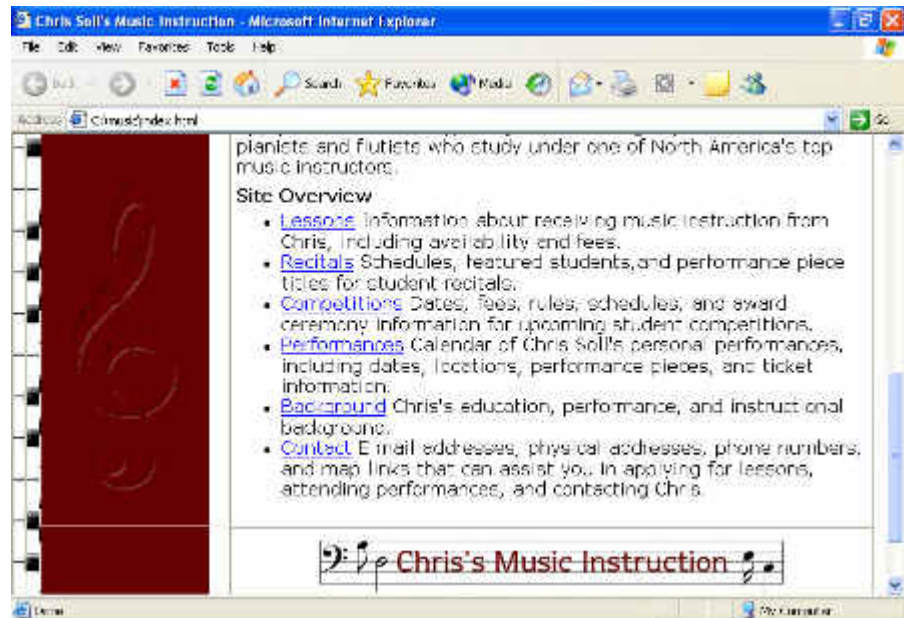 Chris Soll's Music Instruction - Microsoft Internet Explorer
File Edit View Favorites Tools Help
Back Search Favorites Media
Address C:\music\index.html Go
pianists and flutists who study under one of North America's top
music instructors.
Site Overview
• Lessons Information about receiving music instruction from
Chris, including availability and fees.
• Recitals Schedules, featured students, and performance piece
titles for student recitals.
• Competitions Dates, fees, rules, schedules, and award
ceremony information for upcoming student competitions.
• Performances Calendar of Chris Soll's personal performances,
including dates, locations, performance pieces, and ticket
information.
• Background Chris's education, performance, and instructional
background.
• Contact E-mail addresses, physical addresses, phone numbers,
and map links that can assist you in applying for lessons,
attending performances, and contacting Chris.
Chris's Music Instruction
Done My Computer